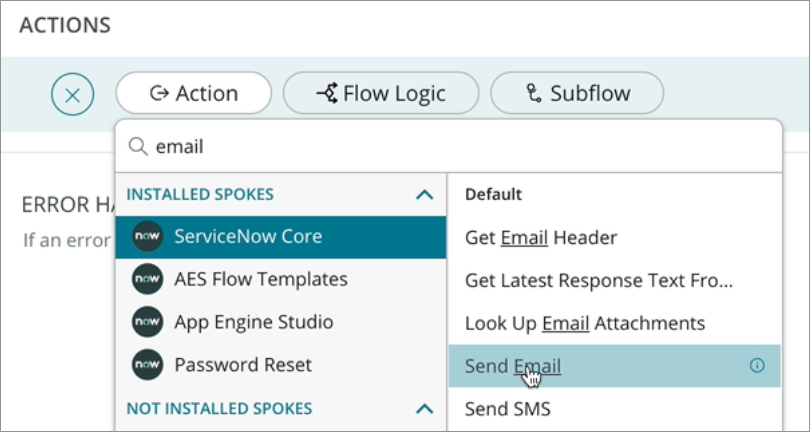 ACTIONS
Action
Flow Logic
Subflow
email
ERROR HA
If an error
INSTALLED SPOKES
now ServiceNow Core
now AES Flow Templates
now App Engine Studio
now Password Reset
NOT INSTALLED SPOKES
Default
Get Email Header
Get Latest Response Text Fro...
Look Up Email Attachments
Send Email
Send SMS